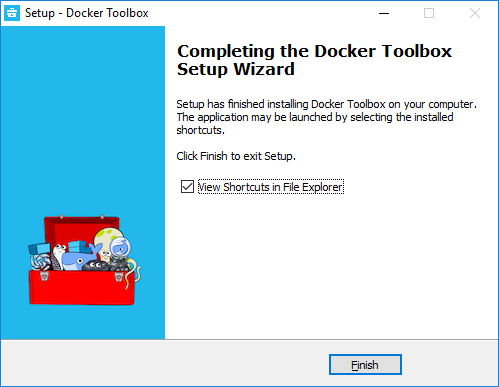 Setup - Docker Toolbox
Completing the Docker Toolbox
Setup Wizard
Setup has finished installing Docker Toolbox on your computer.
The application may be launched by selecting the installed
shortcuts.
Click Finish to exit Setup.
View Shortcuts in File Explorer
Finish